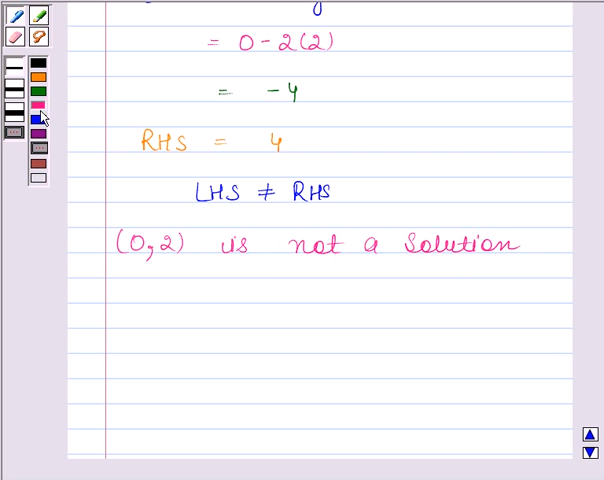 = 0 - 2(2)
= -4
RHS = 4
LHS ≠ RHS
(0,2) is not a solution